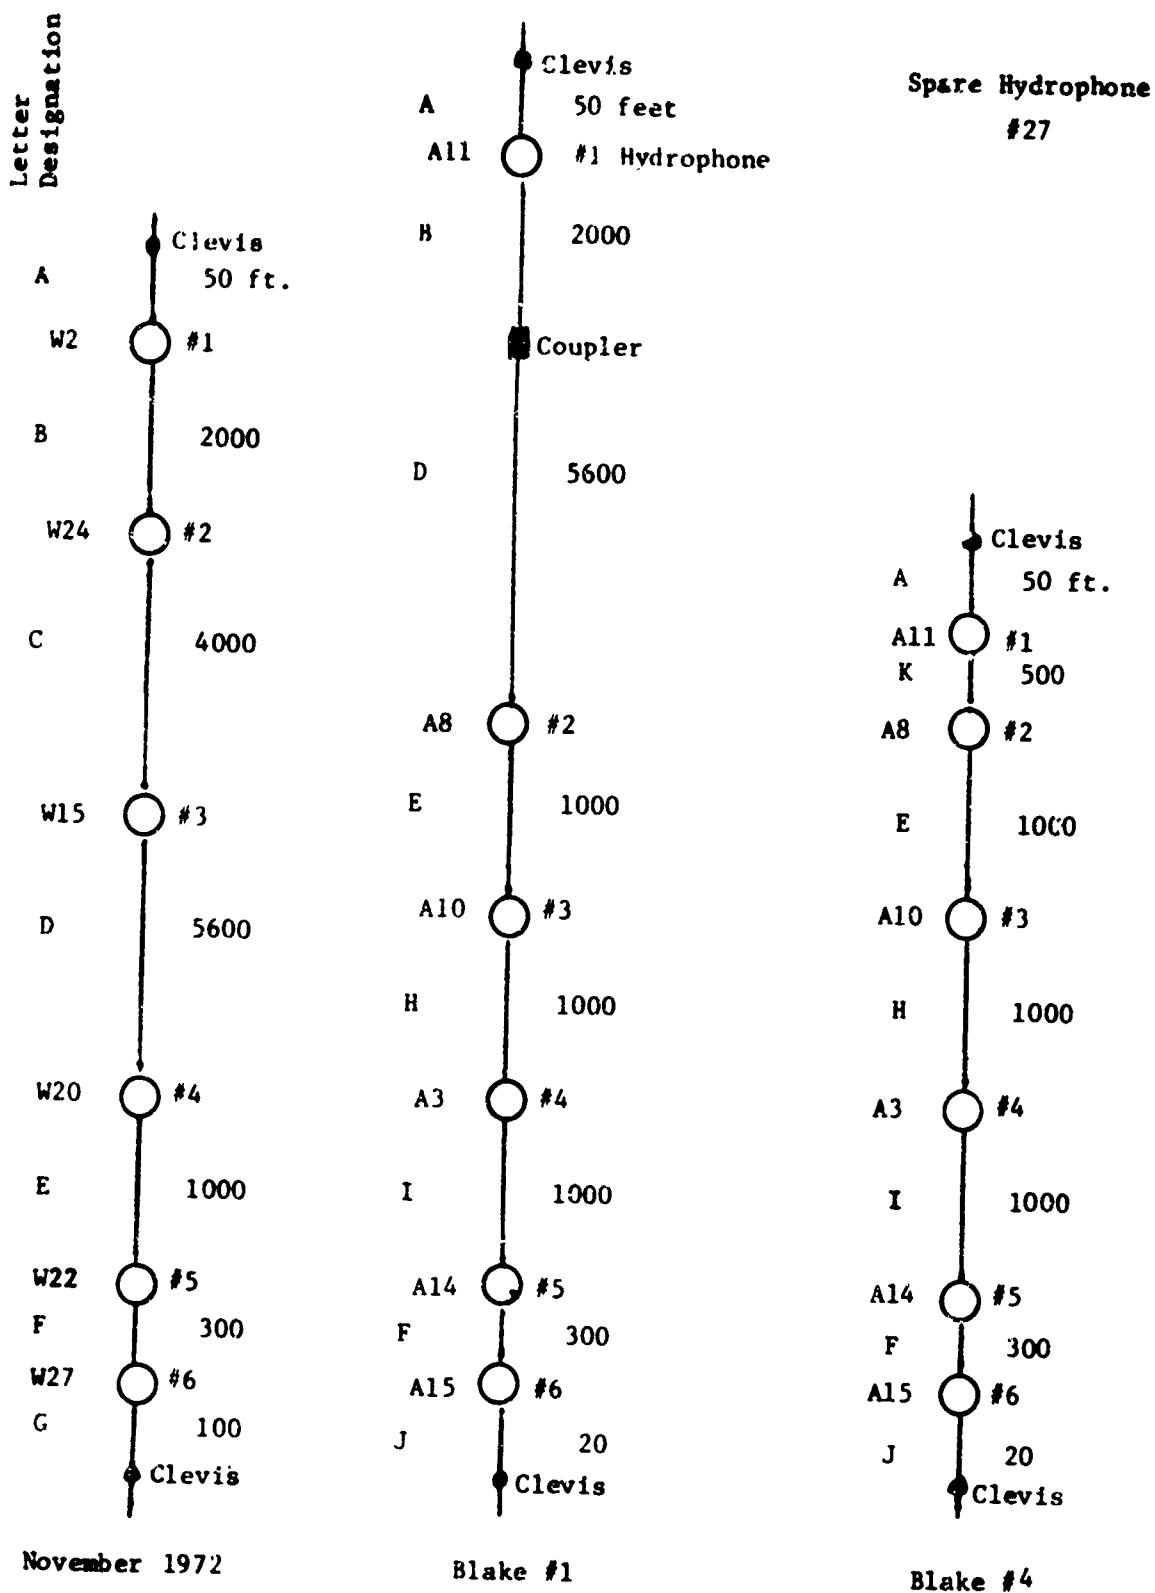 Letter
Designation
Clevis
A 50 ft.
W2 #1
B 2000
W24 #2
C 4000
W15 #3
D 5600
W20 #4
E 1000
W22 #5
F 300
W27 #6
G 100
Clevis
November 1972
Clevis
A 50 feet
A11 #1 Hydrophone
B 2000
Coupler
D 5600
A8 #2
E 1000
A10 #3
H 1000
A3 #4
I 1000
A14 #5
F 300
A15 #6
J 20
Clevis
Blake #1
Spare Hydrophone
#27
Clevis
A 50 ft.
A11 #1
K 500
A8 #2
E 1000
A10 #3
H 1000
A3 #4
I 1000
A14 #5
F 300
A15 #6
J 20
Clevis
Blake #4